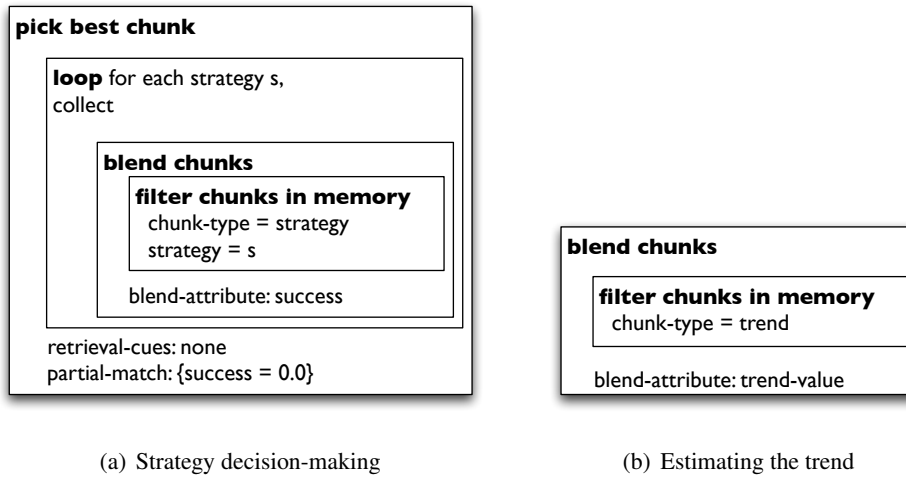 pick best chunk
loop for each strategy s,
collect
blend chunks
filter chunks in memory
chunk-type = strategy
strategy = s
blend-attribute: success
retrieval-cues: none
partial-match: {success = 0.0}
(a) Strategy decision-making
blend chunks
filter chunks in memory
chunk-type = trend
blend-attribute: trend-value
(b) Estimating the trend